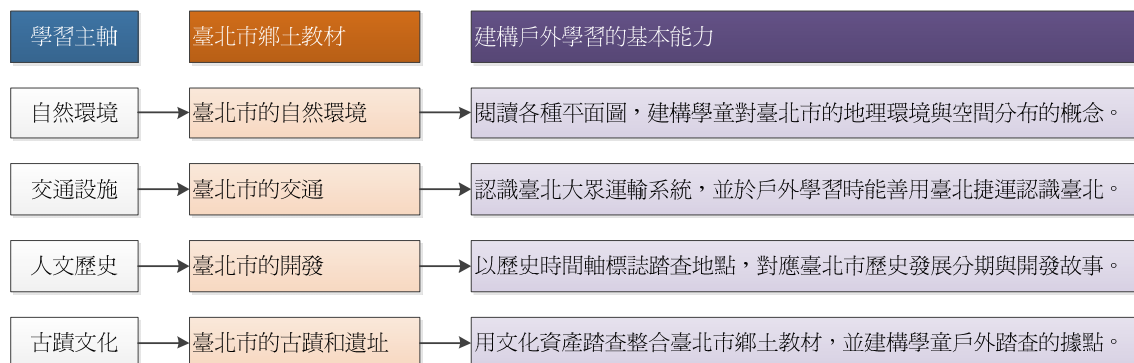 學習主軸 臺北市鄉土教材 建構戶外學習的基本能力
自然環境 臺北市的自然環境 閱讀各種平面圖，建構學童對臺北市的地理環境與空間分布的概念。
交通設施 臺北市的交通 認識臺北大眾運輸系統，並於戶外學習時能善用臺北捷運認識臺北。
人文歷史 臺北市的開發 以歷史時間軸標誌踏查地點，對應臺北市歷史發展分期與開發故事。
古蹟文化 臺北市的古蹟和遺址 用文化資產踏查整合臺北市鄉土教材，並建構學童戶外踏查的據點。